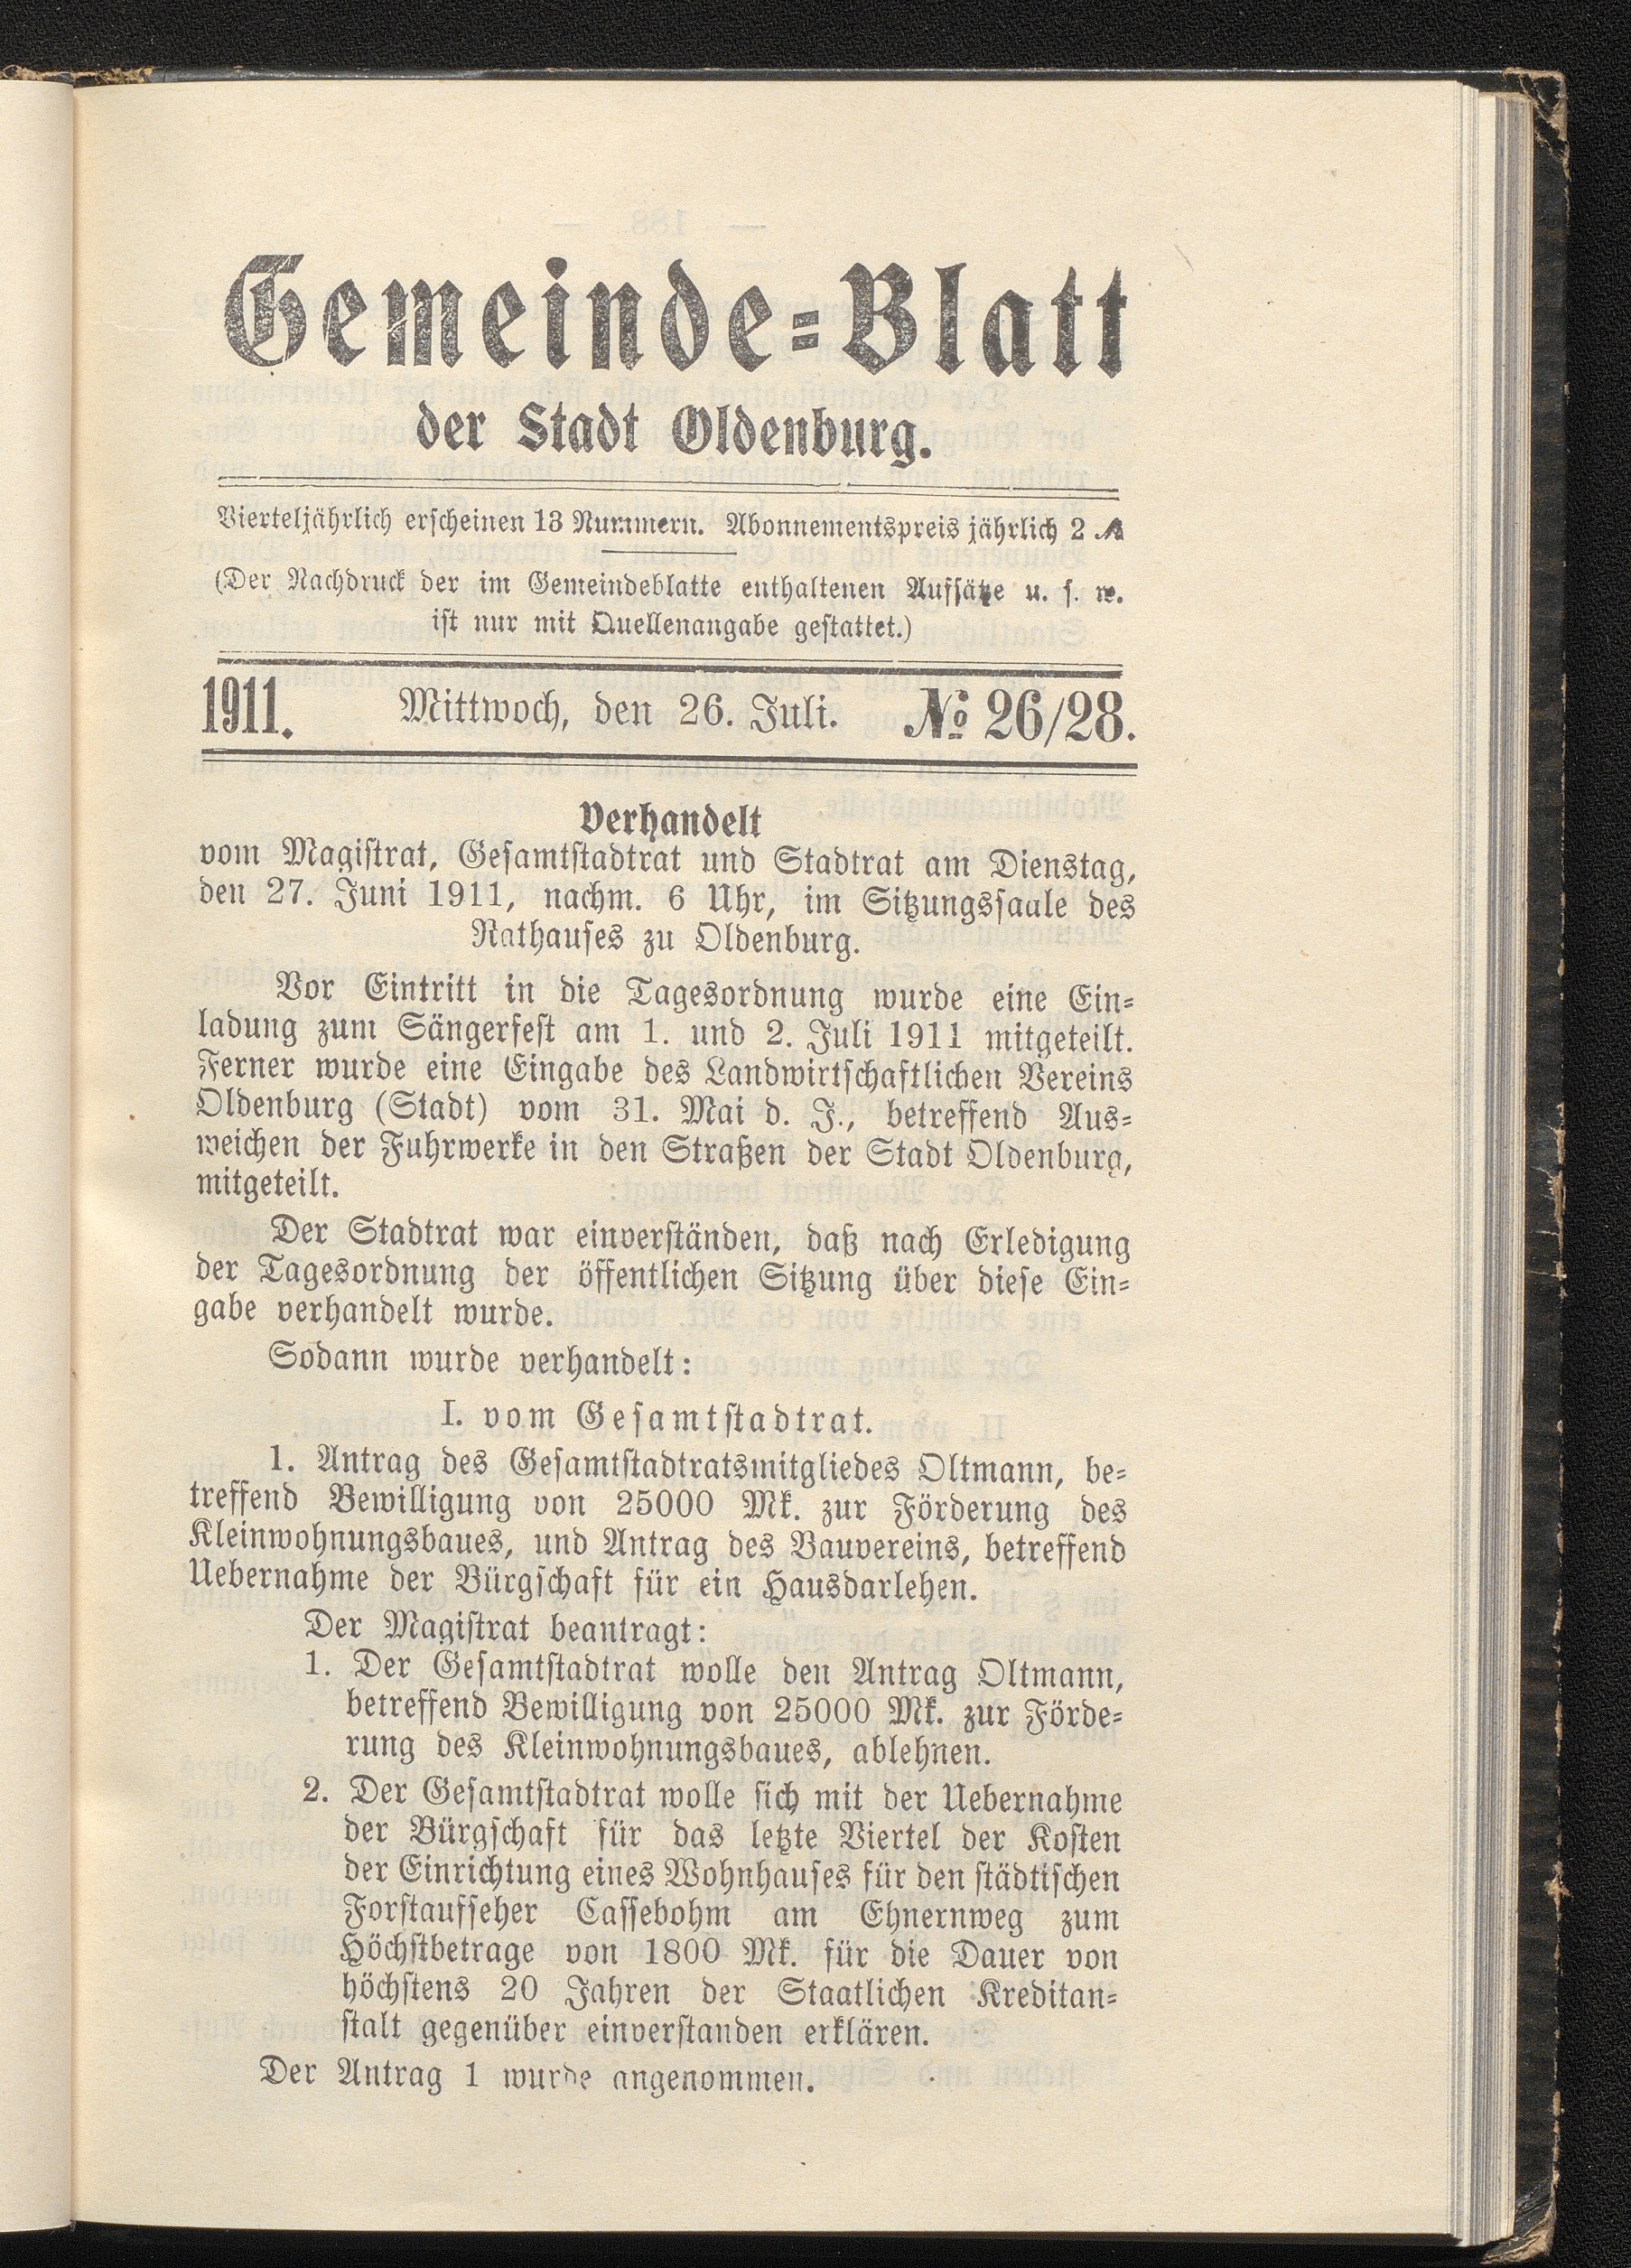 Gemeinde-Blatt
der Stadt Oldenburg.
Vierteljährlich erscheinen 13 Nummern. Abonnementspreis jährlich 2 ℳ
(Der Nachdruck der im Gemeindeblatte enthaltenen Aufsätze u. s. w.
ist nur mit Quellenangabe gestattet.)
1911. Mittwoch, den 26. Juli. № 26/28.
Verhandelt
vom Magistrat, Gesamtstadtrat und Stadtrat am Dienstag,
den 27. Juni 1911, nachm. 6 Uhr, im Sitzungssaale des
Rathauses zu Oldenburg.
Vor Eintritt in die Tagesordnung wurde eine Ein-
ladung zum Sängerfest am 1. und 2. Juli 1911 mitgeteilt.
Ferner wurde eine Eingabe des Landwirtschaftlichen Vereins
Oldenburg (Stadt) vom 31. Mai d. J., betreffend Aus-
weichen der Fuhrwerke in den Straßen der Stadt Oldenburg,
mitgeteilt.
Der Stadtrat war einverständen, daß nach Erledigung
der Tagesordnung der öffentlichen Sitzung über diese Ein-
gabe verhandelt wurde.
Sodann wurde verhandelt:
I. vom Gesamtstadtrat.
1. Antrag des Gesamtstadtratsmitgliedes Oltmann, be-
treffend Bewilligung von 25000 Mk. zur Förderung des
Kleinwohnungsbaues, und Antrag des Bauvereins, betreffend
Uebernahme der Bürgschaft für ein Hausdarlehen.
Der Magistrat beantragt:
1. Der Gesamtstadtrat wolle den Antrag Oltmann,
betreffend Bewilligung von 25000 Mk. zur Förde-
rung des Kleinwohnungsbaues, ablehnen.
2. Der Gesamtstadtrat wolle sich mit der Uebernahme
der Bürgschaft für das letzte Viertel der Kosten
der Einrichtung eines Wohnhauses für den städtischen
Forstaufseher Cassebohm am Ehnernweg zum
Höchstbetrage von 1800 Mk. für die Dauer von
höchstens 20 Jahren der Staatlichen Kreditan-
stalt gegenüber einverstanden erklären.
Der Antrag 1 wurde angenommen.